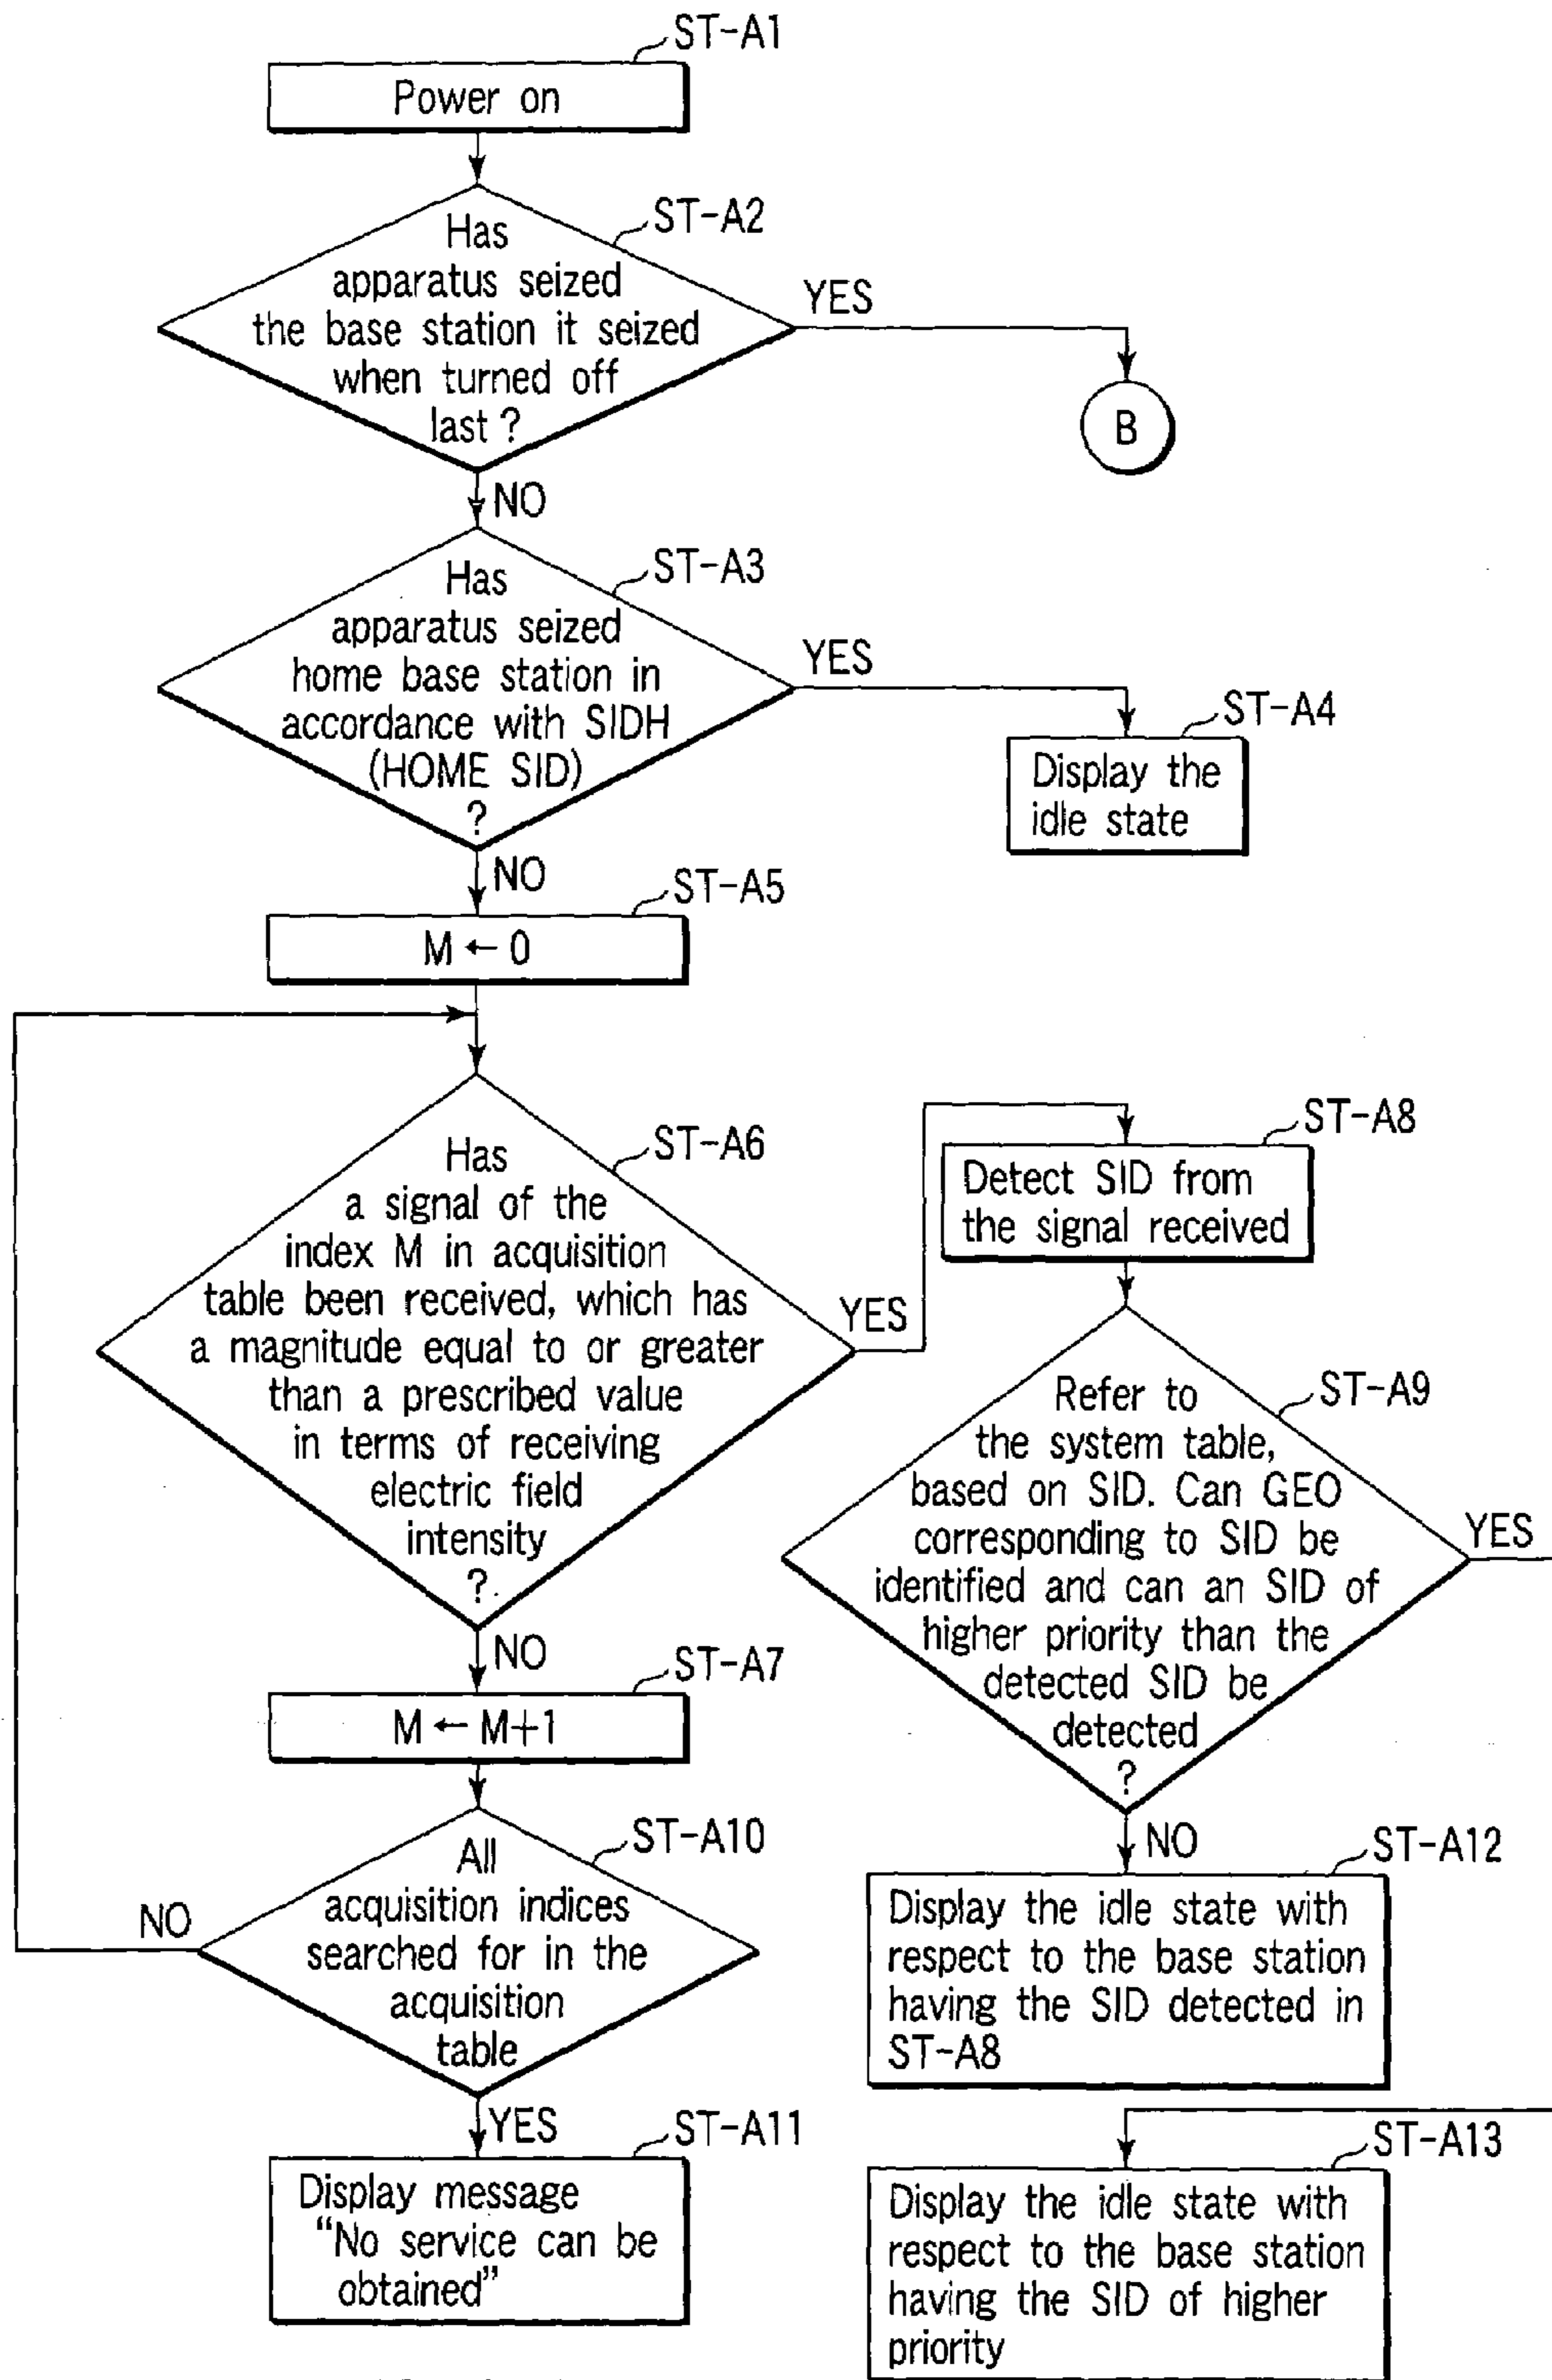 ST-A1
Power on
ST-A2
Has
apparatus seized
the base station it seized
when turned off
last ?
YES
B
NO
ST-A3
Has
apparatus seized
home base station in
accordance with SIDH
(HOME SID)
?
YES
ST-A4
Display the
idle state
NO
ST-A5
M ← 0
ST-A6
Has
a signal of the
index M in acquisition
table been received, which has
a magnitude equal to or greater
than a prescribed value
in terms of receiving
electric field
intensity
?
YES
ST-A8
Detect SID from
the signal received
ST-A9
Refer to
the system table,
based on SID. Can GEO
corresponding to SID be
identified and can an SID of
higher priority than the
detected SID be
detected
?
YES
NO
ST-A7
M ← M+1
ST-A10
All
acquisition indices
searched for in the
acquisition
table
NO
YES
ST-A11
Display message
“No service can be
obtained”
NO
ST-A12
Display the idle state with
respect to the base station
having the SID detected in
ST-A8
ST-A13
Display the idle state with
respect to the base station
having the SID of higher
priority